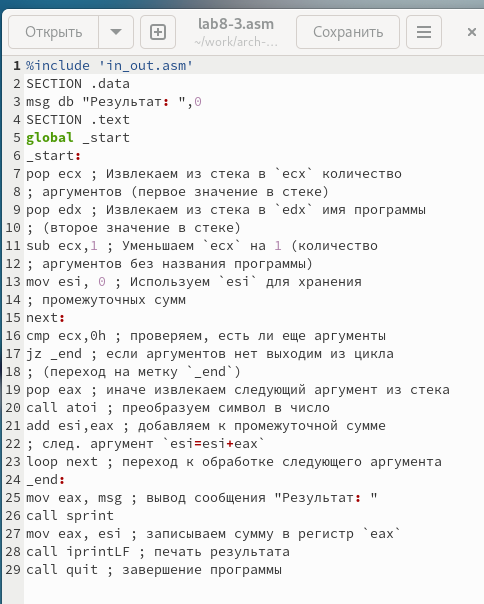 Открыть
lab8-3.asm
~/work/arch-...
Сохранить
1 %include 'in_out.asm'
2 SECTION .data
3 msg db "Результат: ",0
4 SECTION .text
5 global _start
6 _start:
7 pop ecx ; Извлекаем из стека в `ecx` количество
8 ; аргументов (первое значение в стеке)
9 pop edx ; Извлекаем из стека в `edx` имя программы
10 ; (второе значение в стеке)
11 sub ecx,1 ; Уменьшаем `ecx` на 1 (количество
12 ; аргументов без названия программы)
13 mov esi, 0 ; Используем `esi` для хранения
14 ; промежуточных сумм
15 next:
16 cmp ecx,0h ; проверяем, есть ли еще аргументы
17 jz _end ; если аргументов нет выходим из цикла
18 ; (переход на метку `_end`)
19 pop eax ; иначе извлекаем следующий аргумент из стека
20 call atoi ; преобразуем символ в число
21 add esi,eax ; добавляем к промежуточной сумме
22 ; след. аргумент `esi=esi+eax`
23 loop next ; переход к обработке следующего аргумента
24 _end:
25 mov eax, msg ; вывод сообщения "Результат: "
26 call sprint
27 mov eax, esi ; записываем сумму в регистр `eax`
28 call iprintLF ; печать результата
29 call quit ; завершение программы